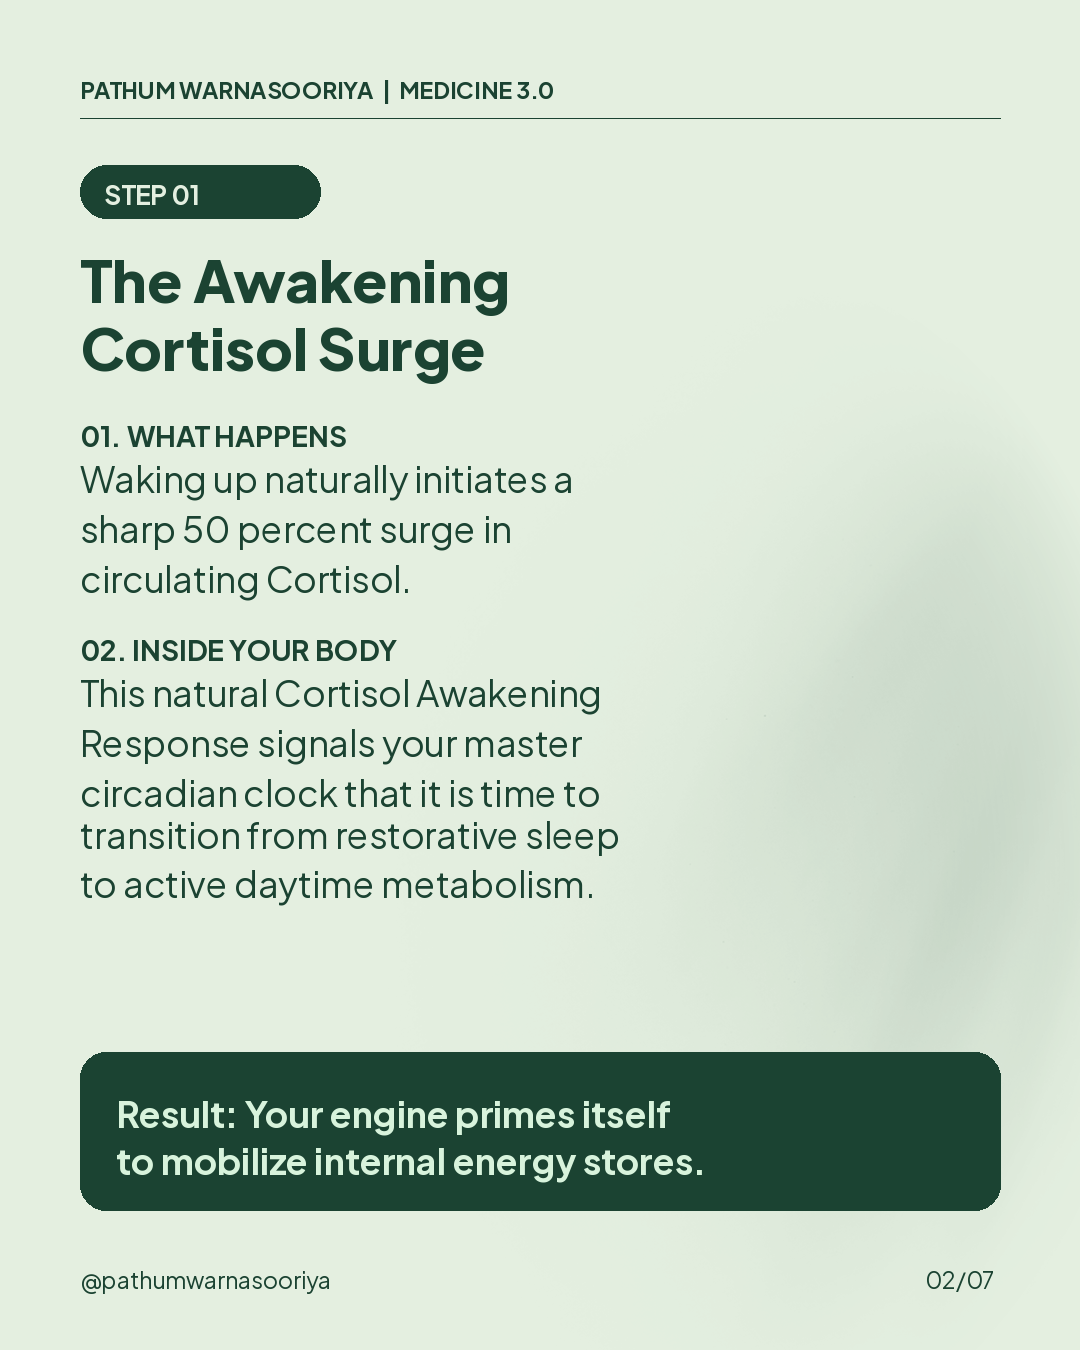 PATHUM WARNASOORIYA | MEDICINE 3.0
STEP 01
The Awakening
Cortisol Surge
01. WHAT HAPPENS
Waking up naturally initiates a
sharp 50 percent surge in
circulating Cortisol.
02. INSIDE YOUR BODY
This natural Cortisol Awakening
Response signals your master
circadian clock that it is time to
transition from restorative sleep
to active daytime metabolism.
Result: Your engine primes itself
to mobilize internal energy stores.
@pathumwarnasooriya
02/07